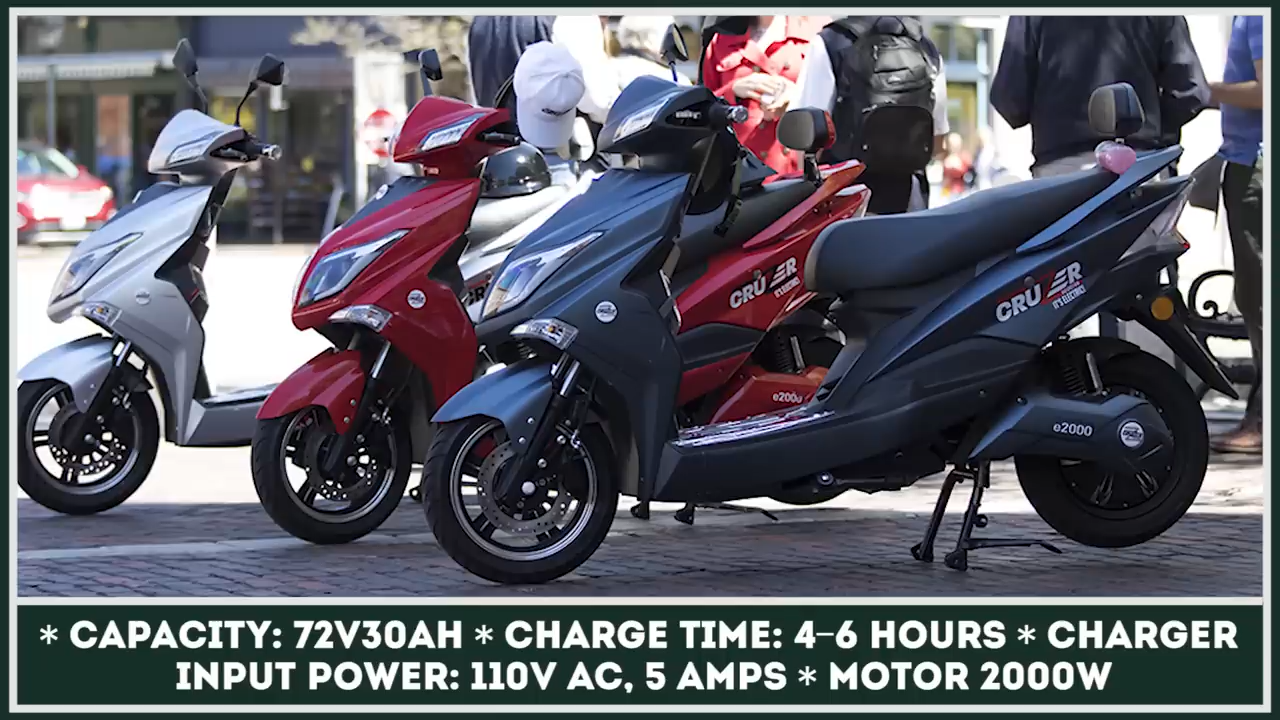 CRUZER
IT'S ELECTRIC!
CRUZER
IT'S ELECTRIC!
e2000
e2000
* CAPACITY: 72V30AH * CHARGE TIME: 4–6 HOURS * CHARGER
INPUT POWER: 110V AC, 5 AMPS * MOTOR 2000W